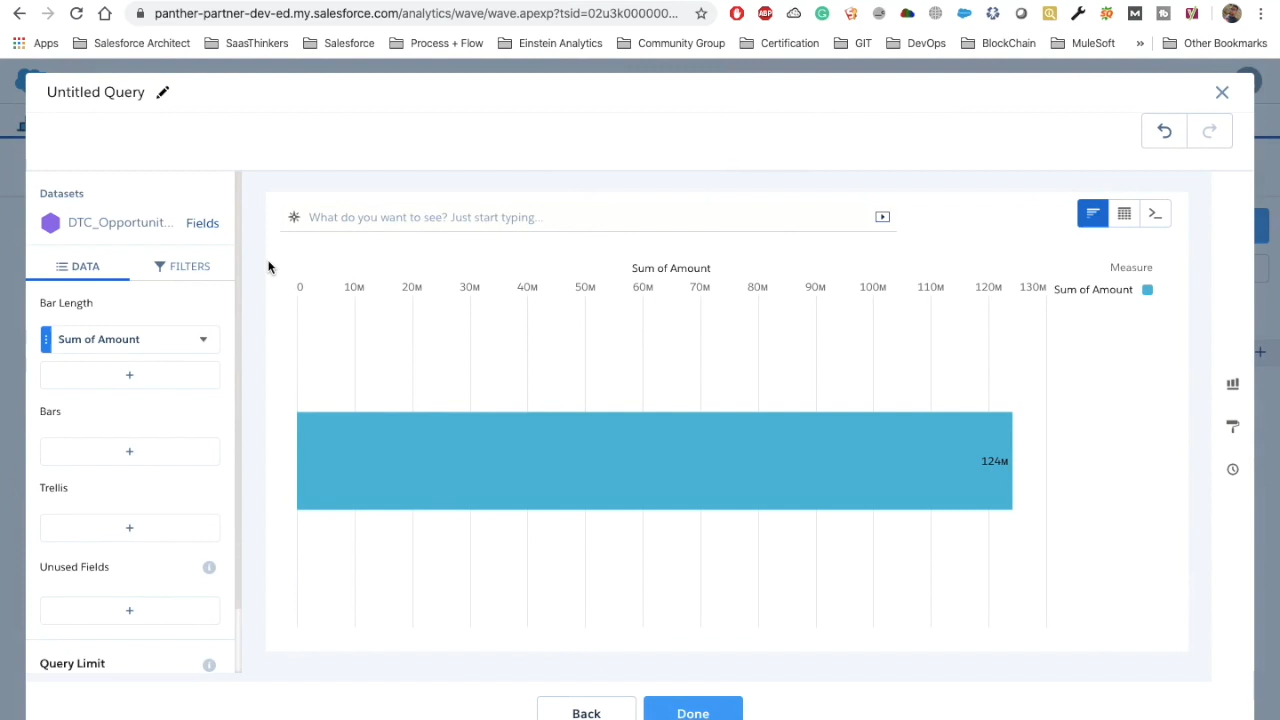 panther-partner-dev-ed.my.salesforce.com/analytics/wave/wave.apexp?tsid=02u3k000000...
Apps Salesforce Architect SaasThinkers Salesforce Process + Flow Einstein Analytics Community Group Certification GIT DevOps BlockChain MuleSoft » Other Bookmarks
Untitled Query
Datasets
DTC_Opportunit... Fields
What do you want to see? Just start typing...
DATA FILTERS
Sum of Amount
Measure
0 10M 20M 30M 40M 50M 60M 70M 80M 90M 100M 110M 120M 130M
Sum of Amount
Bar Length
Sum of Amount
+
Bars
+
124M
Trellis
+
Unused Fields
+
Query Limit
Back Done